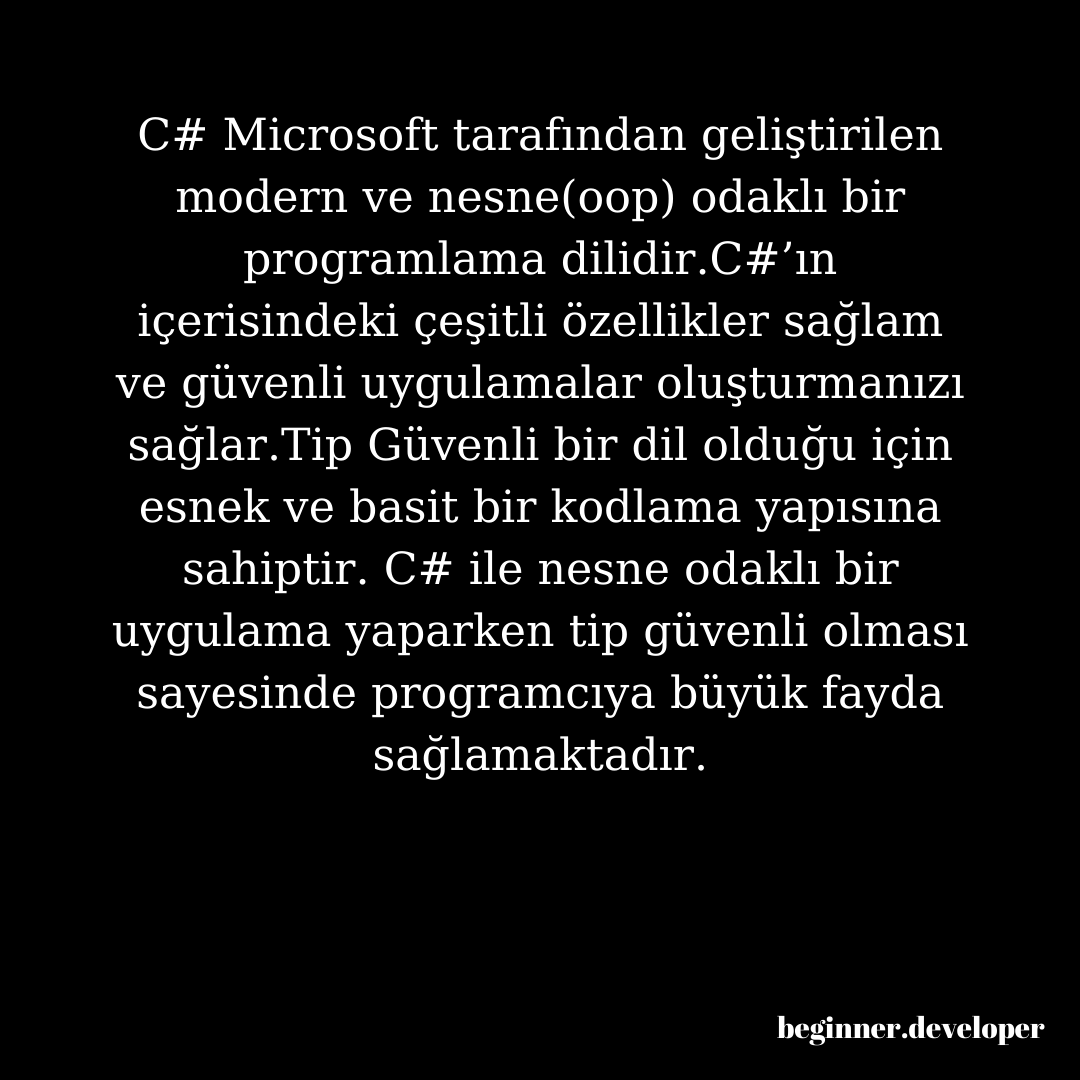 C# Microsoft tarafından geliştirilen
modern ve nesne(oop) odaklı bir
programlama dilidir.C#’ın
içerisindeki çeşitli özellikler sağlam
ve güvenli uygulamalar oluşturmanızı
sağlar.Tip Güvenli bir dil olduğu için
esnek ve basit bir kodlama yapısına
sahiptir. C# ile nesne odaklı bir
uygulama yaparken tip güvenli olması
sayesinde programcıya büyük fayda
sağlamaktadır.
beginner.developer